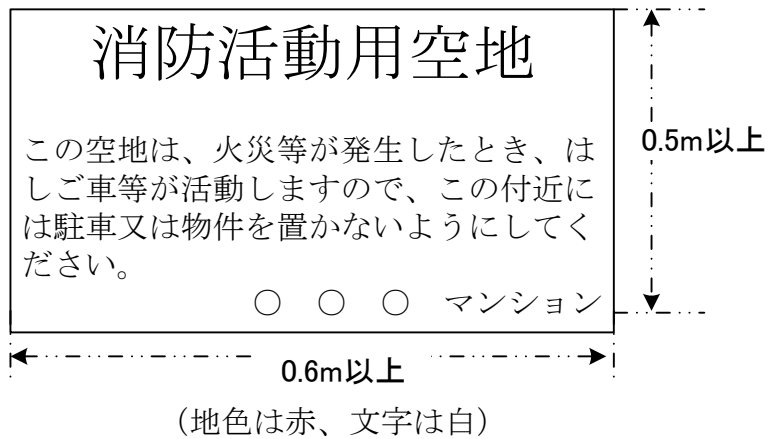 消防活動用空地
この空地は、火災等が発生したとき、は
しご車等が活動しますので、この付近に
は駐車又は物件を置かないようにしてく
ださい。
○ ○ ○ マンション
0.5m以上
0.6m以上
（地色は赤、文字は白）